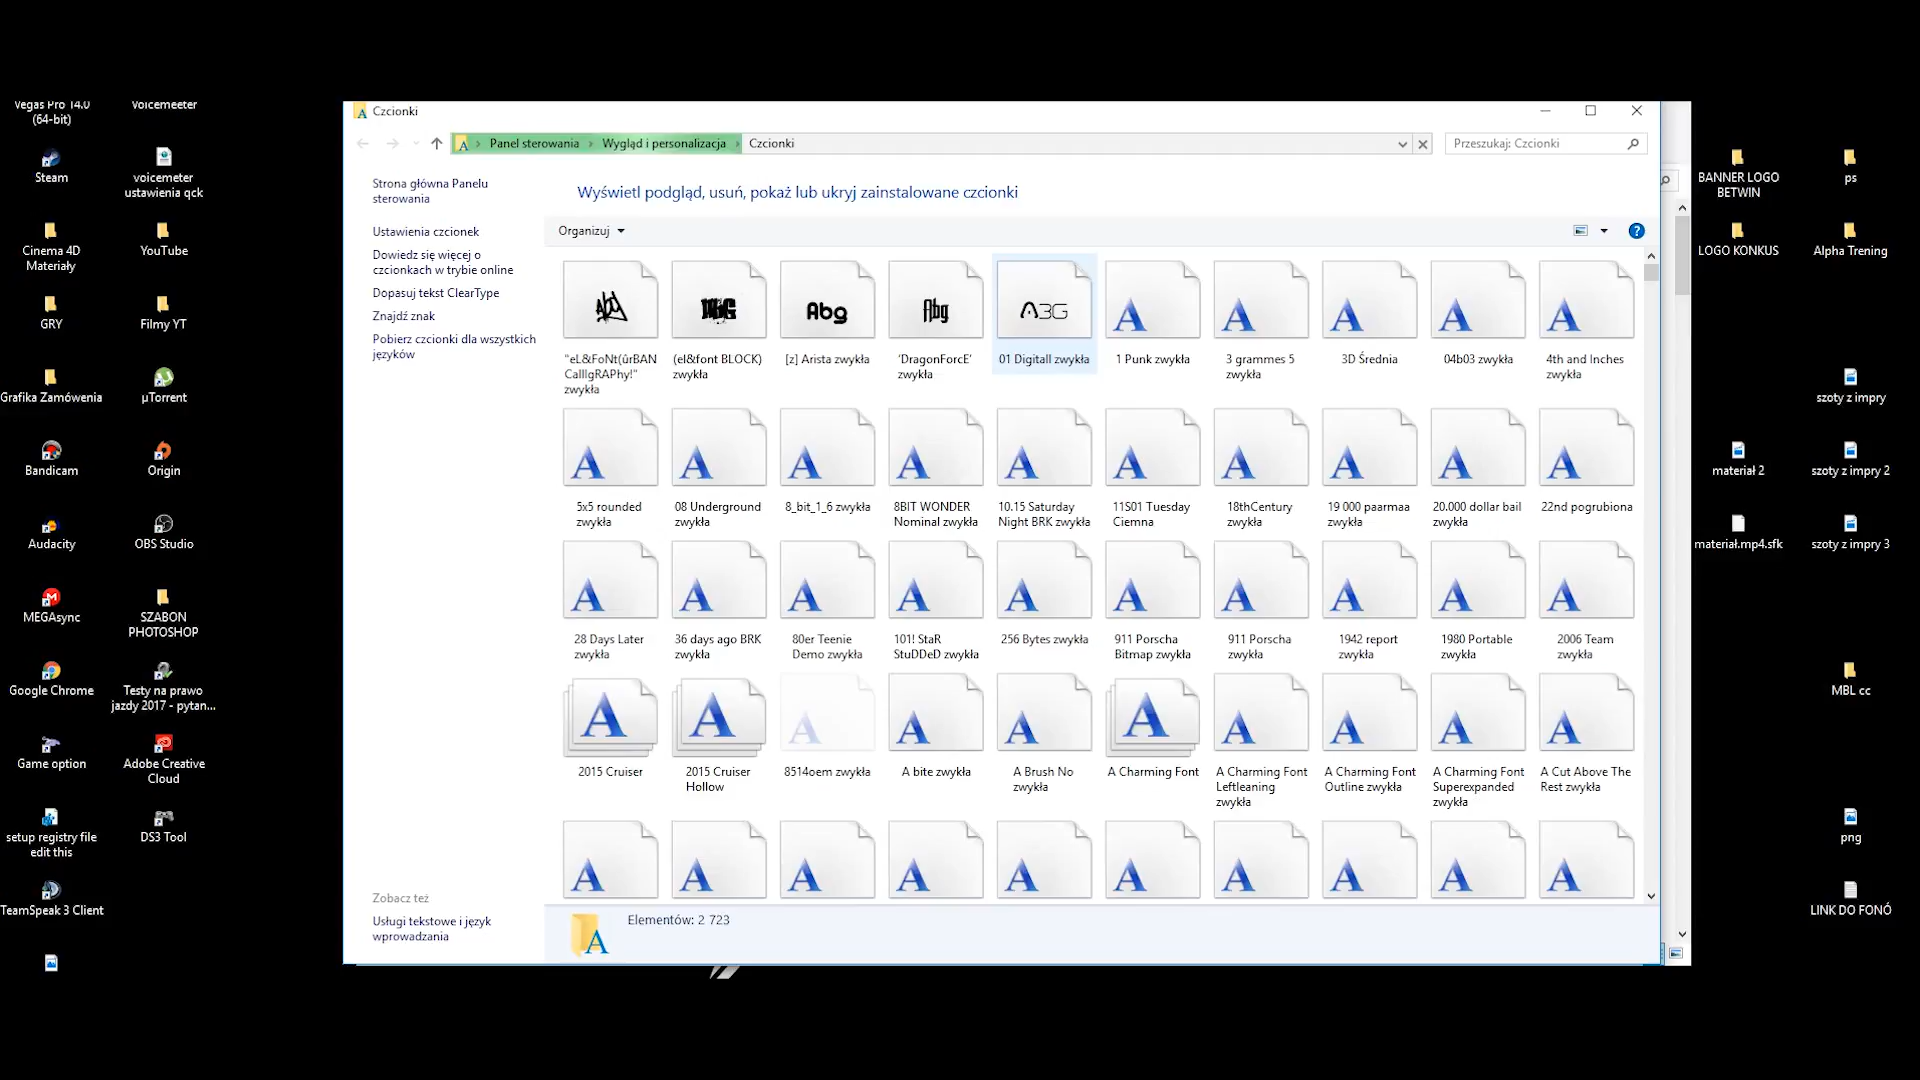 Vegas Pro 14.0
(64-bit)
Voicemeeter
Steam
voicemeeter
ustawienia qck
Cinema 4D
Materiały
YouTube
GRY
Filmy YT
Grafika Zamówenia
µTorrent
Bandicam
Origin
Audacity
OBS Studio
MEGAsync
SZABON
PHOTOSHOP
Google Chrome
Testy na prawo
jazdy 2017 - pytan...
Game option
Adobe Creative
Cloud
setup registry file
edit this
DS3 Tool
TeamSpeak 3 Client
Czcionki
Panel sterowania
Wygląd i personalizacja
Czcionki
Przeszukaj: Czcionki
Strona główna Panelu
sterowania
Ustawienia czcionek
Dowiedz się więcej o
czcionkach w trybie online
Dopasuj tekst ClearType
Znajdź znak
Pobierz czcionki dla wszystkich
języków
Zobacz też
Usługi tekstowe i język
wprowadzania
Wyświetl podgląd, usuń, pokaż lub ukryj zainstalowane czcionki
Organizuj
Abg
Abg
"eL&FoNt(ûrBAN
CallIgRAPhy!"
zwykła
(el&font BLOCK)
zwykła
[z] Arista zwykła
'DragonForcE'
zwykła
01 Digitall zwykła
1 Punk zwykła
3 grammes 5
zwykła
3D Średnia
04b03 zwykła
4th and Inches
zwykła
5x5 rounded
zwykła
08 Underground
zwykła
8_bit_1_6 zwykła
8BIT WONDER
Nominal zwykła
10.15 Saturday
Night BRK zwykła
11S01 Tuesday
Ciemna
18thCentury
zwykła
19 000 paarmaa
zwykła
20.000 dollar bail
zwykła
22nd pogrubiona
28 Days Later
zwykła
36 days ago BRK
zwykła
80er Teenie
Demo zwykła
101! StaR
StuDDeD zwykła
256 Bytes zwykła
911 Porscha
Bitmap zwykła
911 Porscha
zwykła
1942 report
zwykła
1980 Portable
zwykła
2006 Team
zwykła
2015 Cruiser
2015 Cruiser
Hollow
8514oem zwykła
A bite zwykła
A Brush No
zwykła
A Charming Font
A Charming Font
Leftleaning
zwykła
A Charming Font
Outline zwykła
A Charming Font
Superexpanded
zwykła
A Cut Above The
Rest zwykła
Elementów: 2 723
BANNER LOGO
BETWIN
ps
LOGO KONKUS
Alpha Trening
szoty z impry
materiał 2
szoty z impry 2
materiał.mp4.sfk
szoty z impry 3
MBL cc
png
LINK DO FONÓ